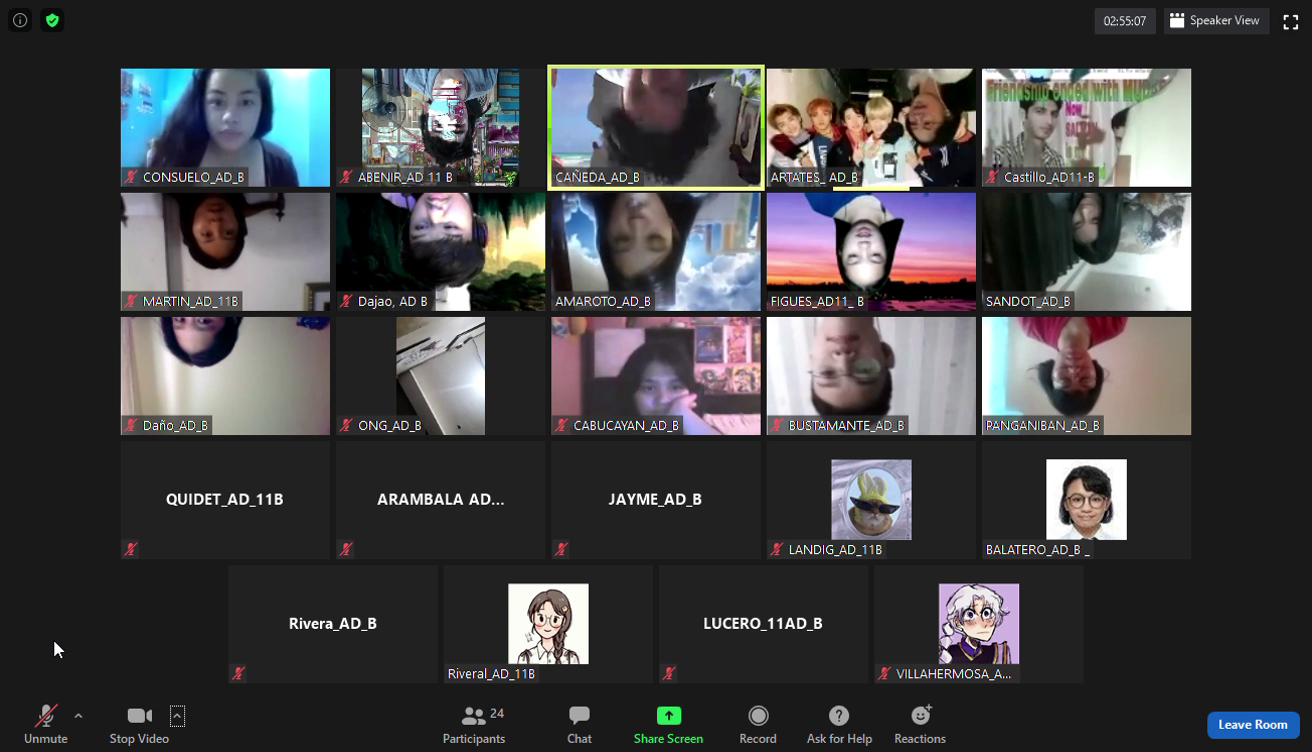 02:55:07
Speaker View
CONSUELO_AD_B
ABENIR_AD 11 B
CAÑEDA_AD_B
ARTATES_ AD_B
Friendship ended with
Now
Castillo_AD11-B
MARTIN_AD_11B
Dajao, AD B
AMAROTO_AD_B
FIGUES_AD11_ B
SANDOT_AD_B
Daño_AD_B
ONG_AD_B
CABUCAYAN_AD_B
BUSTAMANTE_AD_B
PANGANIBAN_AD_B
QUIDET_AD_11B
ARAMBALA AD...
JAYME_AD_B
LANDIG_AD_11B
BALATERO_AD_B _
Rivera_AD_B
Riveral_AD_11B
LUCERO_11AD_B
VILLAHERMOSA_A...
Unmute
Stop Video
24
Participants
Chat
Share Screen
Record
Ask for Help
Reactions
Leave Room